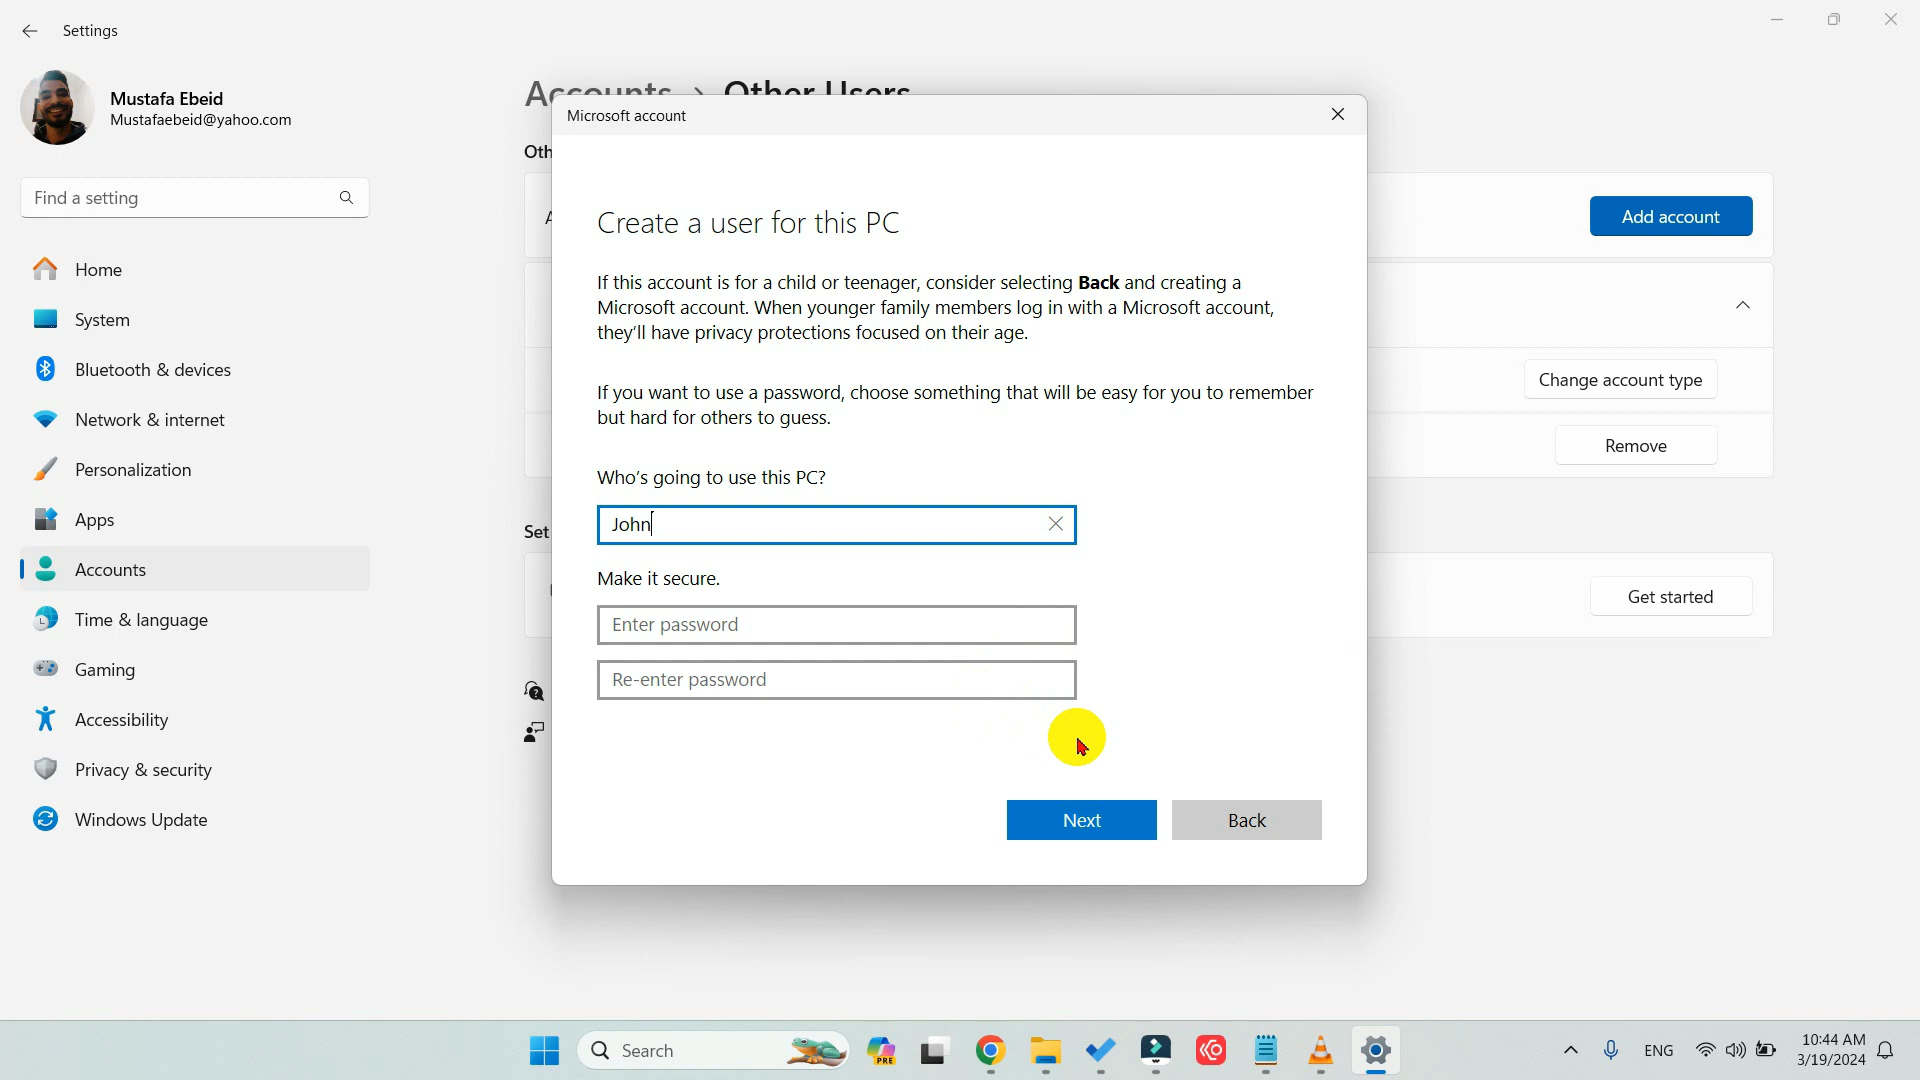 Settings
Mustafa Ebeid
Mustafaebeid@yahoo.com
Find a setting
Home
System
Bluetooth & devices
Network & internet
Personalization
Apps
Accounts
Time & language
Gaming
Accessibility
Privacy & security
Windows Update
Accounts > Other Users
Oth
A
Add account
Change account type
Remove
Set
Get started
Microsoft account
Create a user for this PC
If this account is for a child or teenager, consider selecting Back and creating a
Microsoft account. When younger family members log in with a Microsoft account,
they'll have privacy protections focused on their age.
If you want to use a password, choose something that will be easy for you to remember
but hard for others to guess.
Who's going to use this PC?
John
Make it secure.
Enter password
Re-enter password
Next
Back
Search
PRE
ENG
10:44 AM
3/19/2024